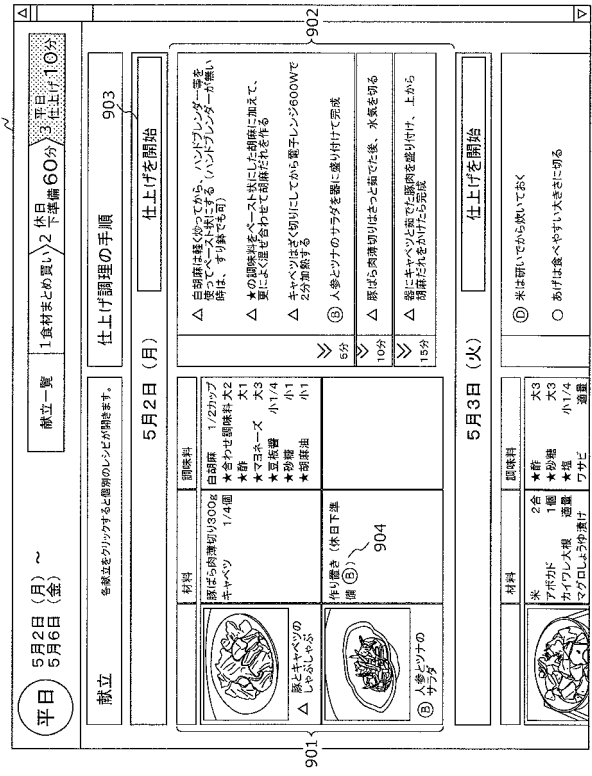 平日
5月2日（月）～
5月6日（金）
献立一覧
1食材まとめ買い
2 休日
下準備60分
3 平日
仕上げ10分
献立
各献立をクリックすると個別のレシピが開きます。
仕上げ調理の手順
903
5月2日（月）
仕上げを開始
材料
調味料
豚とキャベツの
しゃぶしゃぶ
△
豚ばら肉薄切り300g
キャベツ 1/4個
白胡麻 1/2カップ
★合わせ調味料 大2
★酢 大1
★マヨネーズ 大3
★豆板醤 小1/4
★砂糖 小1
★胡麻油 小1
Ⓑ 人参とツナの
サラダ
作り置き（休日下準
備Ⓑ）
904
△ 白胡麻は軽く炒ってから、ハンドブレンダー等を
使ってペースト状にする（ハンドブレンダーが無い
時は、すり鉢でも可）
△ ★の調味料をペースト状にした胡麻に加えて、
更によく混ぜ合わせて胡麻だれを作る
△ キャベツはざく切りにしてから電子レンジ600Wで
2分加熱する
5分
Ⓑ 人参とツナのサラダを器に盛り付けて完成
10分
△ 豚ばら肉薄切りはさっと茹でた後、水気を切る
15分
△ 器にキャベツと茹でた豚肉を盛り付け、上から
胡麻だれをかけたら完成
901
902
5月3日（火）
仕上げを開始
材料
調味料
米 2合
アボカド 1個
カイワレ大根 適量
マグロしょうゆ漬け
★酢 大3
★砂糖 大3
★塩 小1/4
ワサビ 適量
Ⓓ 米は研いでから炊いておく
○ あげは食べやすい大きさに切る